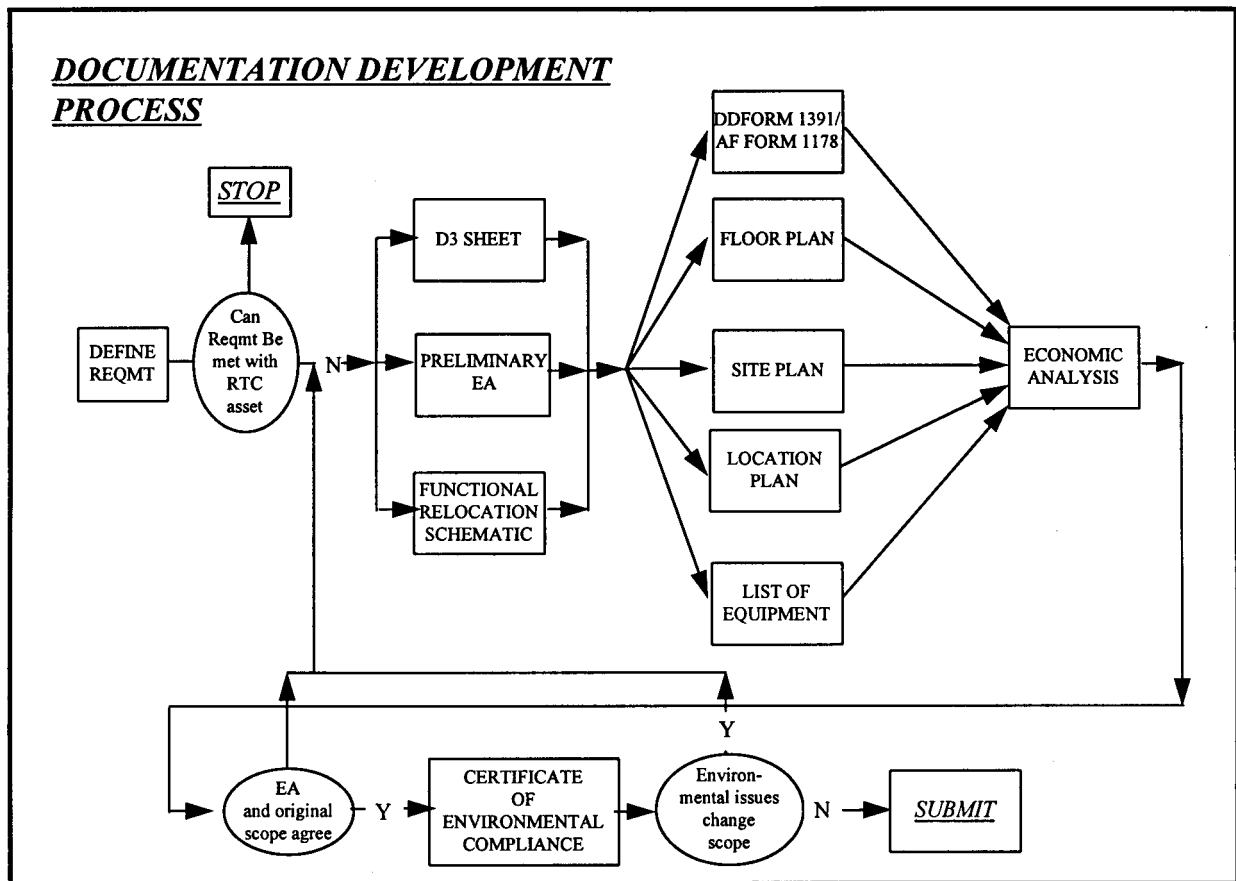 DOCUMENTATION DEVELOPMENT
PROCESS
STOP
DEFINE
REQMT
Can
Reqmt Be
met with
RTC
asset
N
D3 SHEET
PRELIMINARY
EA
FUNCTIONAL
RELOCATION
SCHEMATIC
DDFORM 1391/
AF FORM 1178
FLOOR PLAN
SITE PLAN
LOCATION
PLAN
LIST OF
EQUIPMENT
ECONOMIC
ANALYSIS
EA
and original
scope agree
Y
CERTIFICATE
OF
ENVIRONMENTAL
COMPLIANCE
Y
Environ-
mental issues
change
scope
N
SUBMIT